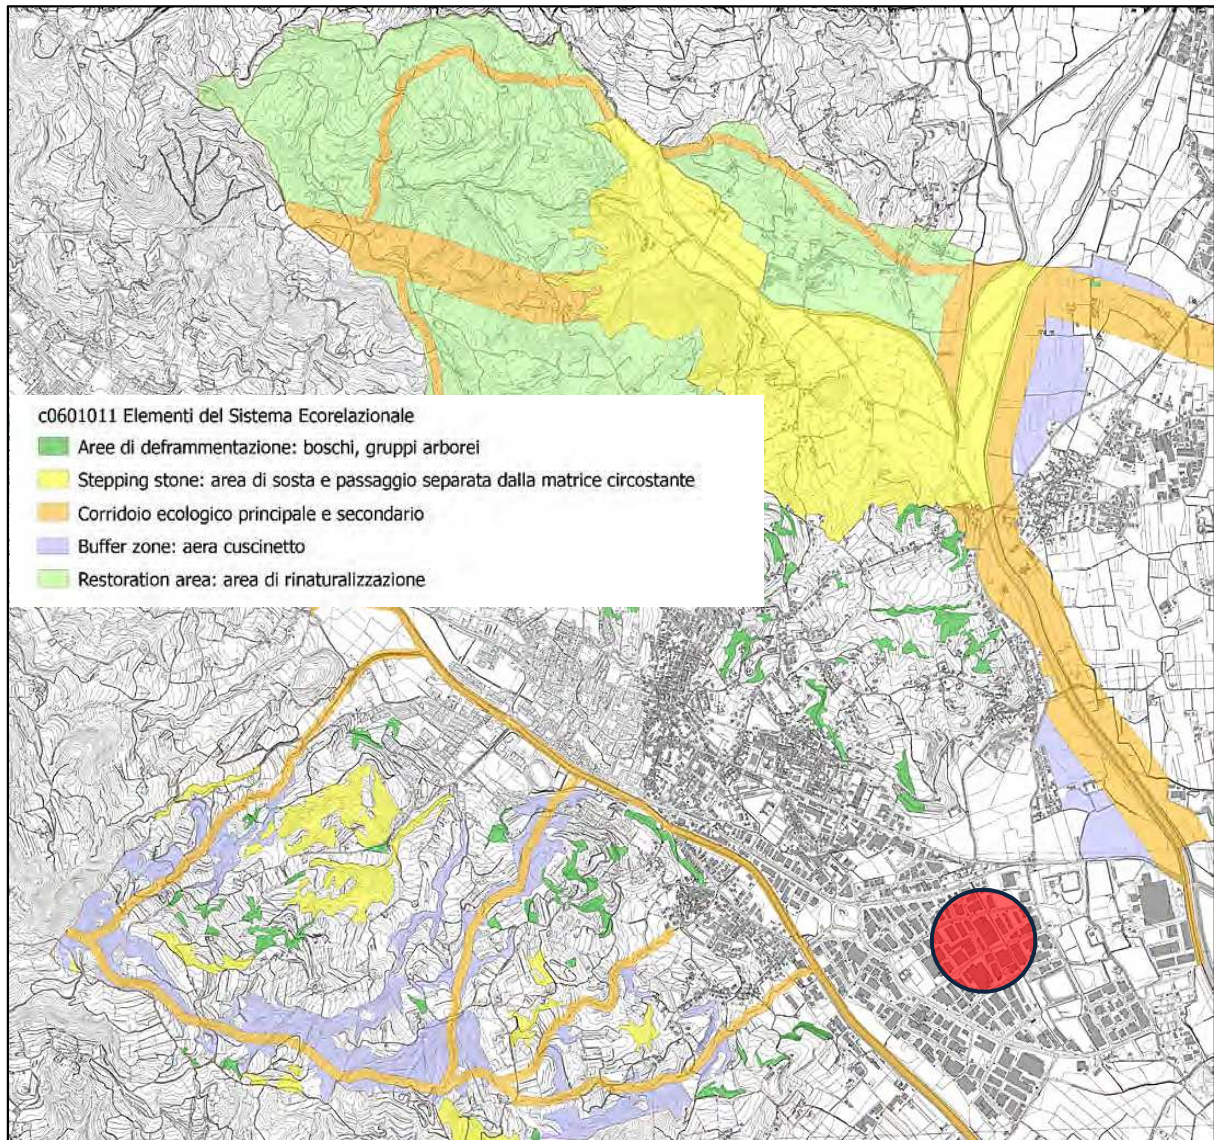 c0601011 Elementi del Sistema Ecorelazionale
Aree di deframmentazione: boschi, gruppi arborei
Stepping stone: area di sosta e passaggio separata dalla matrice circostante
Corridoio ecologico principale e secondario
Buffer zone: aera cuscinetto
Restoration area: area di rinaturalizzazione